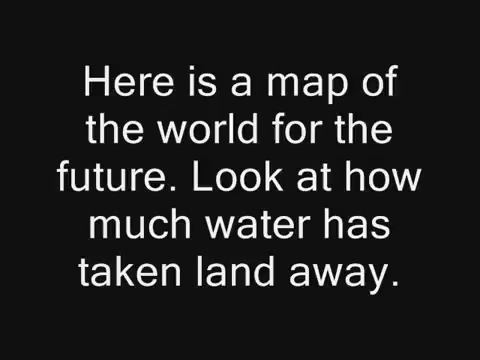 Here is a map of
the world for the
future. Look at how
much water has
taken land away.